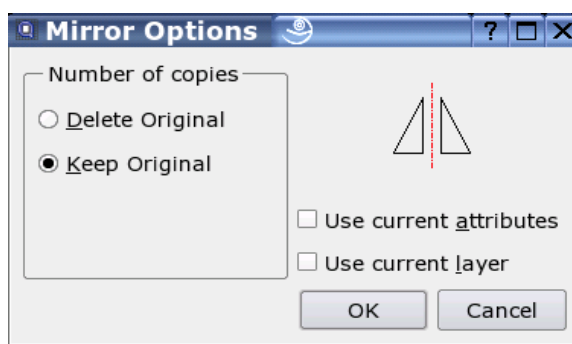 Mirror Options
Number of copies
Delete Original
Keep Original
Use current attributes
Use current layer
OK
Cancel